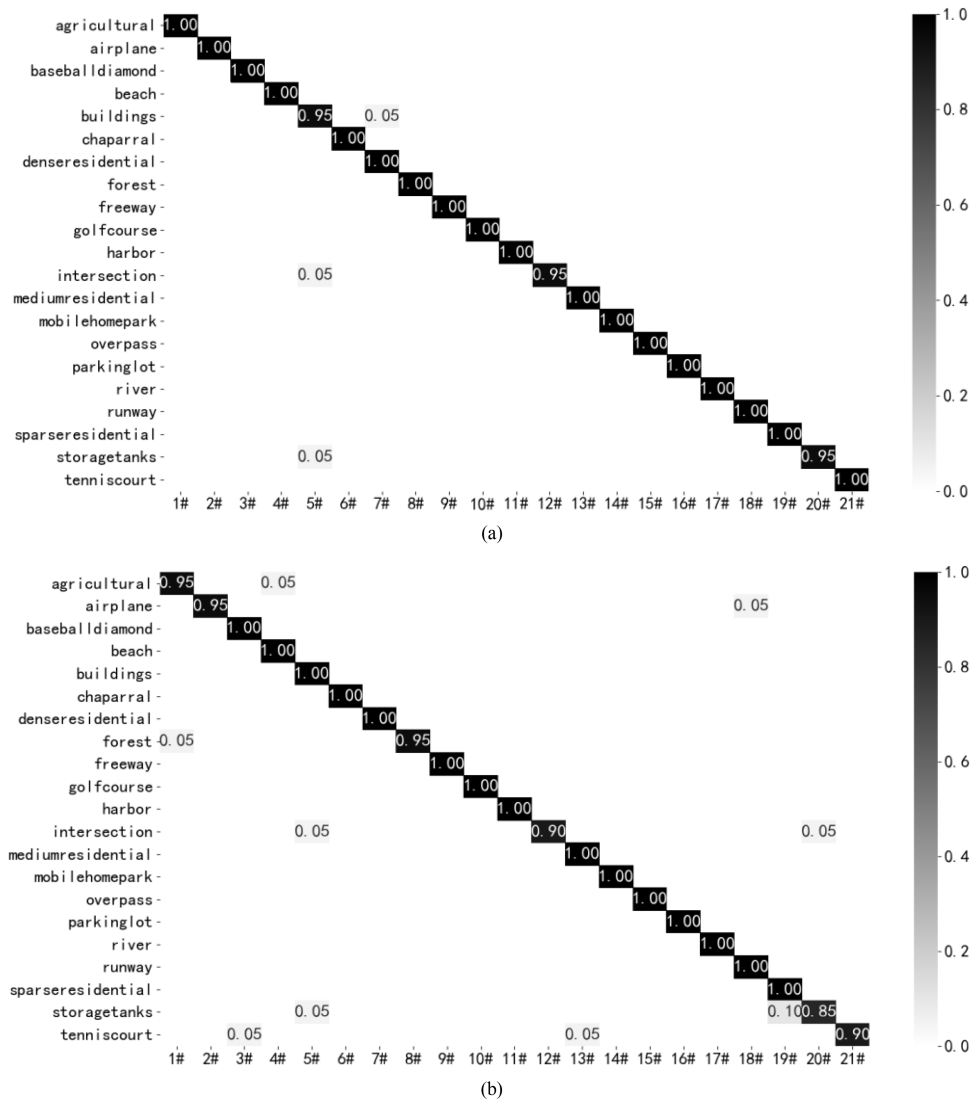 agricultural 1.00 1.0
airplane 1.00
baseballdiamond 1.00
beach 1.00 0.8
buildings 0.95 0.05
chaparral 1.00
denseresidential 1.00
forest 1.00 0.6
freeway 1.00
golfcourse 1.00
harbor 1.00
intersection 0.05 0.95
mediumresidential 1.00 0.4
mobilehomepark 1.00
overpass 1.00
parkinglot 1.00
river 1.00 0.2
runway 1.00
sparseresidential 1.00
storagetanks 0.05 0.95
tenniscourt 1.00 0.0
1# 2# 3# 4# 5# 6# 7# 8# 9# 10# 11# 12# 13# 14# 15# 16# 17# 18# 19# 20# 21#
(a)
agricultural 0.95 0.05 1.0
airplane 0.95 0.05
baseballdiamond 1.00
beach 1.00
buildings 1.00 0.8
chaparral 1.00
denseresidential 1.00
forest 0.05 0.95
freeway 1.00 0.6
golfcourse 1.00
harbor 1.00
intersection 0.05 0.90 0.05
mediumresidential 1.00 0.4
mobilehomepark 1.00
overpass 1.00
parkinglot 1.00
river 1.00 0.2
runway 1.00
sparseresidential 1.00
storagetanks 0.05 0.10 0.85
tenniscourt 0.05 0.05 0.90 0.0
1# 2# 3# 4# 5# 6# 7# 8# 9# 10# 11# 12# 13# 14# 15# 16# 17# 18# 19# 20# 21#
(b)